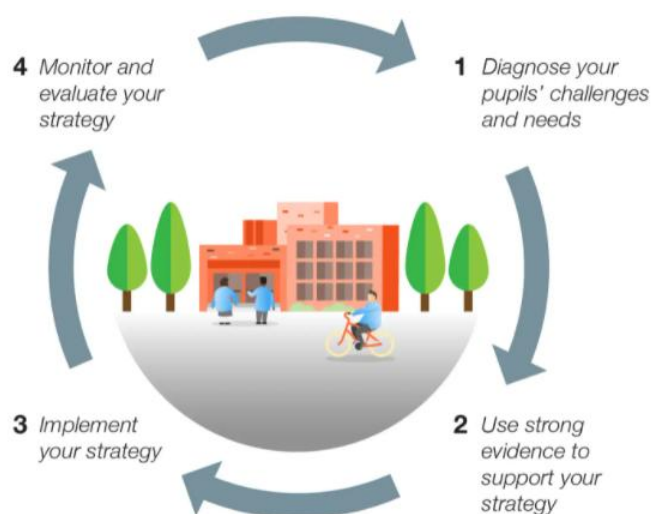 1 Diagnose your
pupils' challenges
and needs
2 Use strong
evidence to
support your
strategy
3 Implement
your strategy
4 Monitor and
evaluate your
strategy